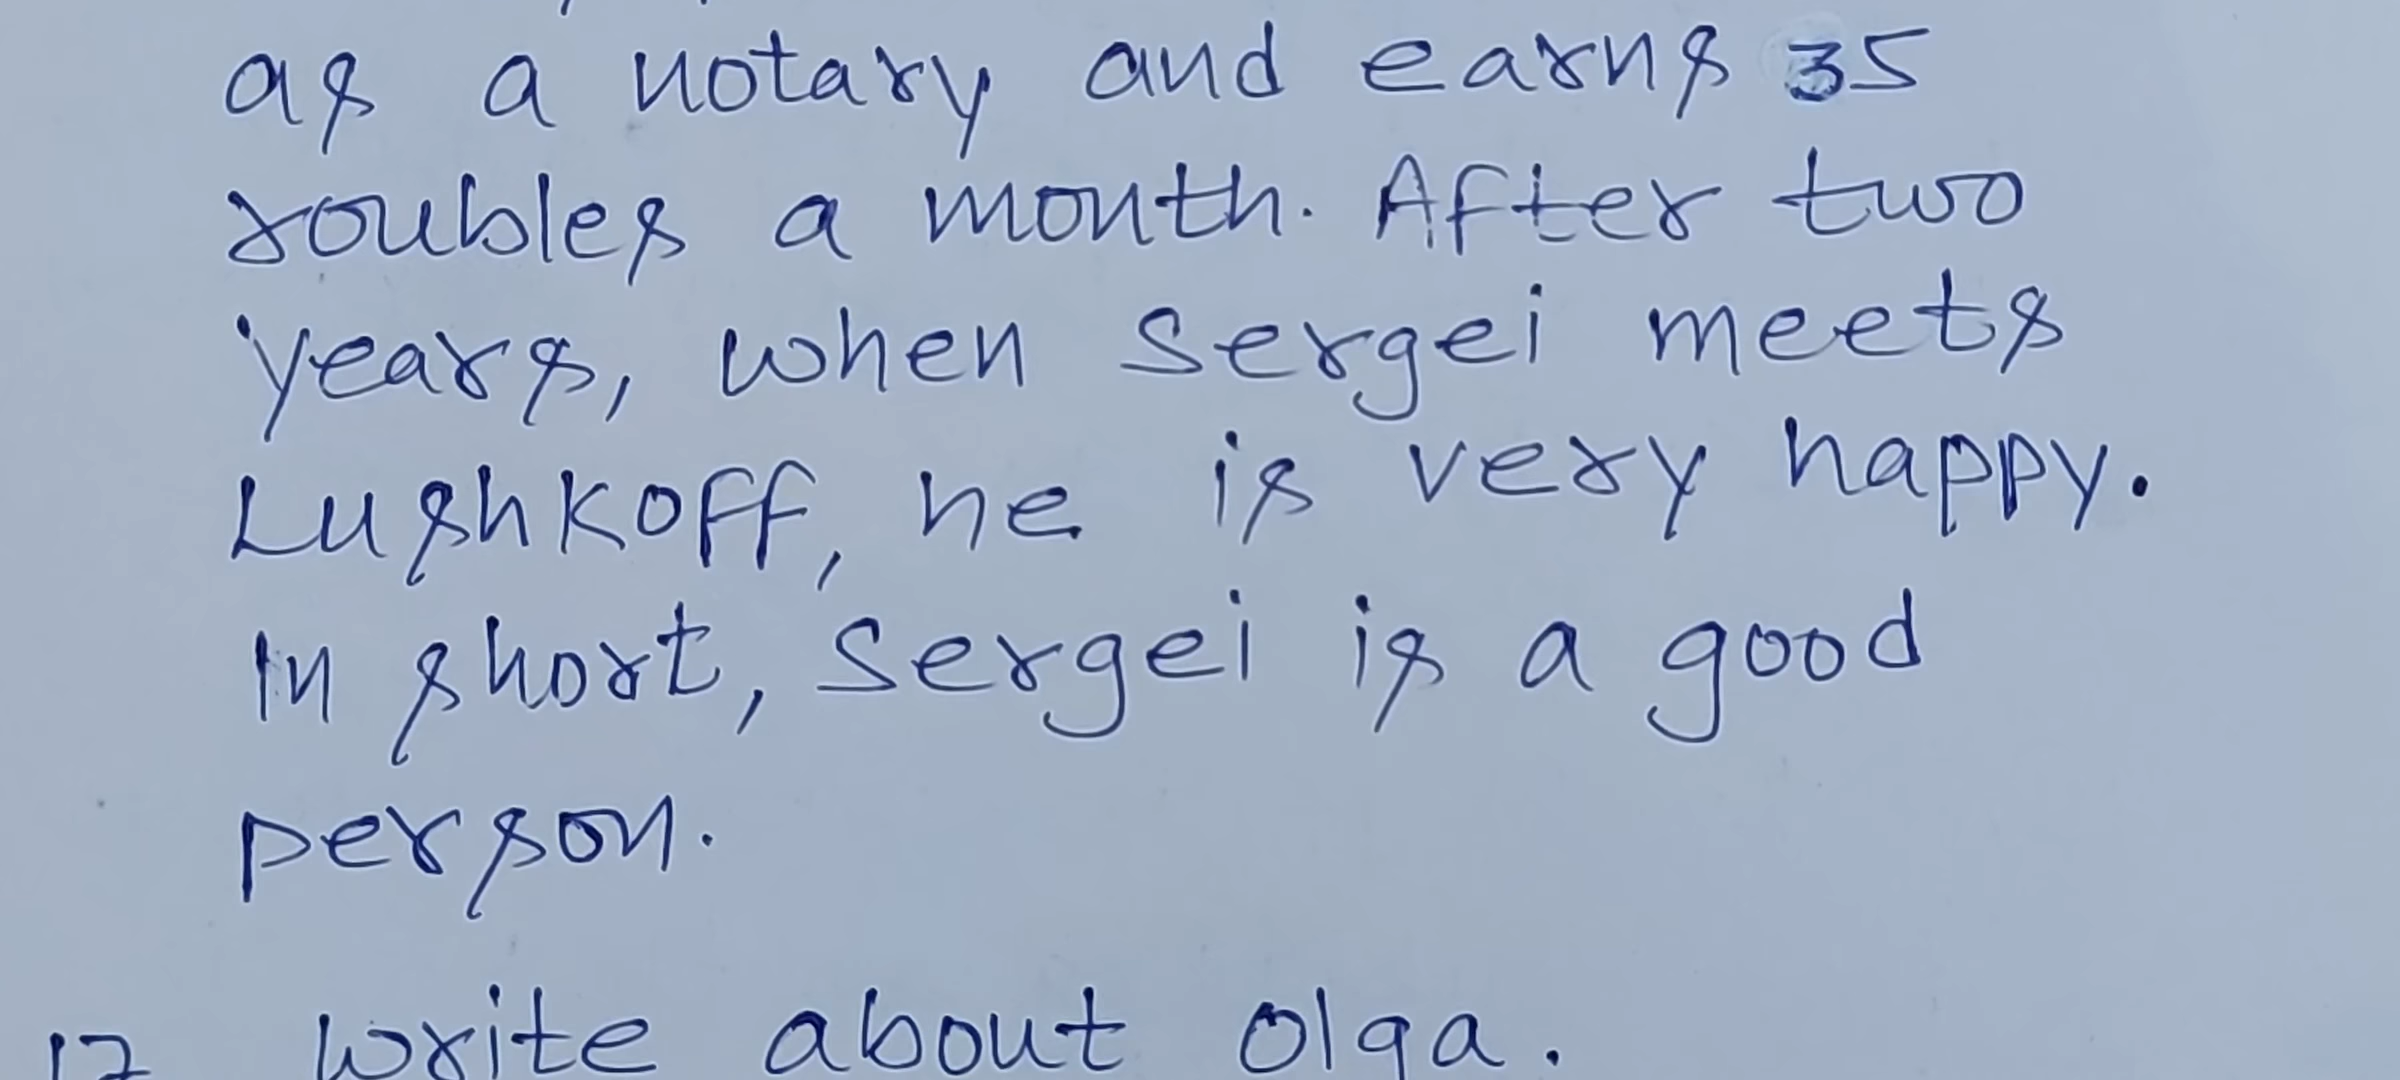 as a notary and earns 35
roubles a month. After two
years, when Sergei meets
Lushkoff, he is very happy.
In short, Sergei is a good
person.
17 Write about Olga.